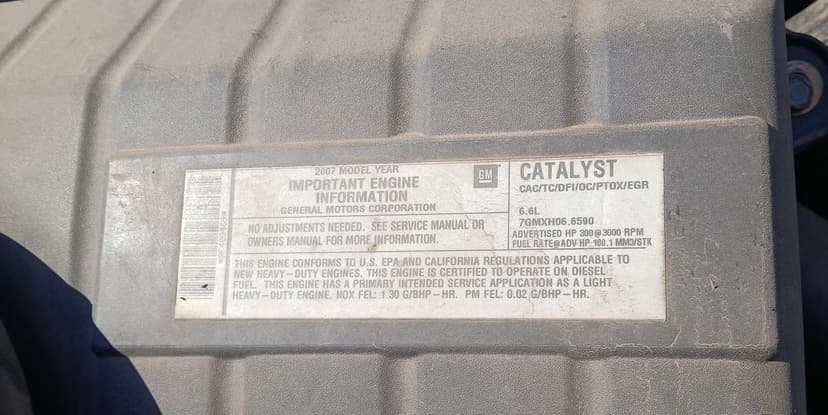 2007 MODEL YEAR
IMPORTANT ENGINE
INFORMATION
GENERAL MOTORS CORPORATION
GM
NO ADJUSTMENTS NEEDED. SEE SERVICE MANUAL OR
OWNERS MANUAL FOR MORE INFORMATION.
CATALYST
CAC/TC/DFI/OC/PTOX/EGR
6.6L
7GMXH06.6590
ADVERTISED HP 300@3000 RPM
FUEL RATE@ADV HP 100.1 MM3/STK
THIS ENGINE CONFORMS TO U.S. EPA AND CALIFORNIA REGULATIONS APPLICABLE TO
NEW HEAVY-DUTY ENGINES. THIS ENGINE IS CERTIFIED TO OPERATE ON DIESEL
FUEL. THIS ENGINE HAS A PRIMARY INTENDED SERVICE APPLICATION AS A LIGHT
HEAVY-DUTY ENGINE. NOX FEL: 1.30 G/BHP-HR. PM FEL: 0.02 G/BHP-HR.